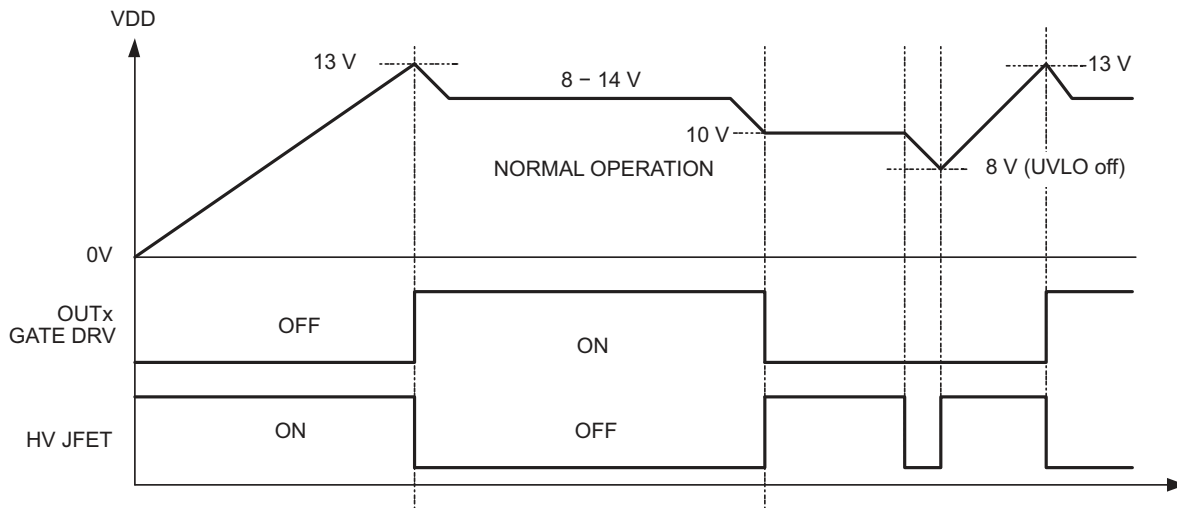 VDD
13 V
8 – 14 V
13 V
10 V
NORMAL OPERATION
8 V (UVLO off)
0V
OUTx
GATE DRV
OFF
ON
HV JFET
ON
OFF